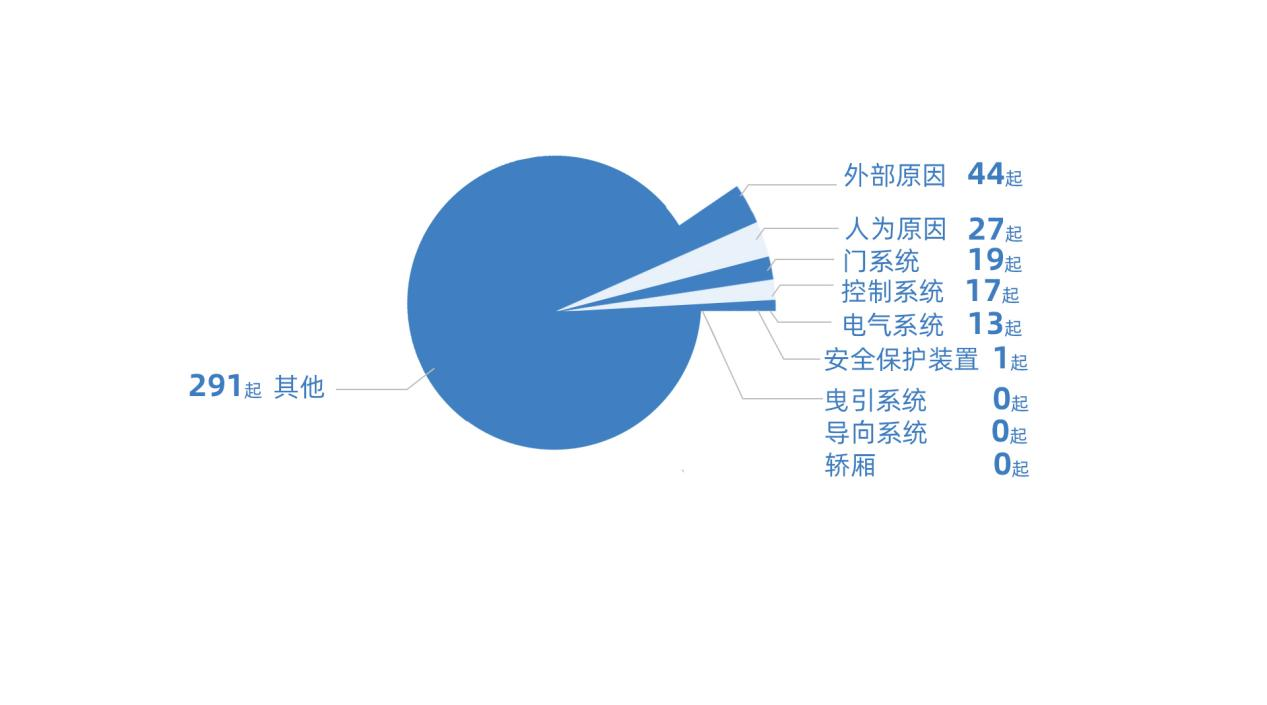 外部原因 44起
人为原因 27起
门系统 19起
控制系统 17起
电气系统 13起
安全保护装置 1起
291起 其他
曳引系统 0起
导向系统 0起
轿厢 0起